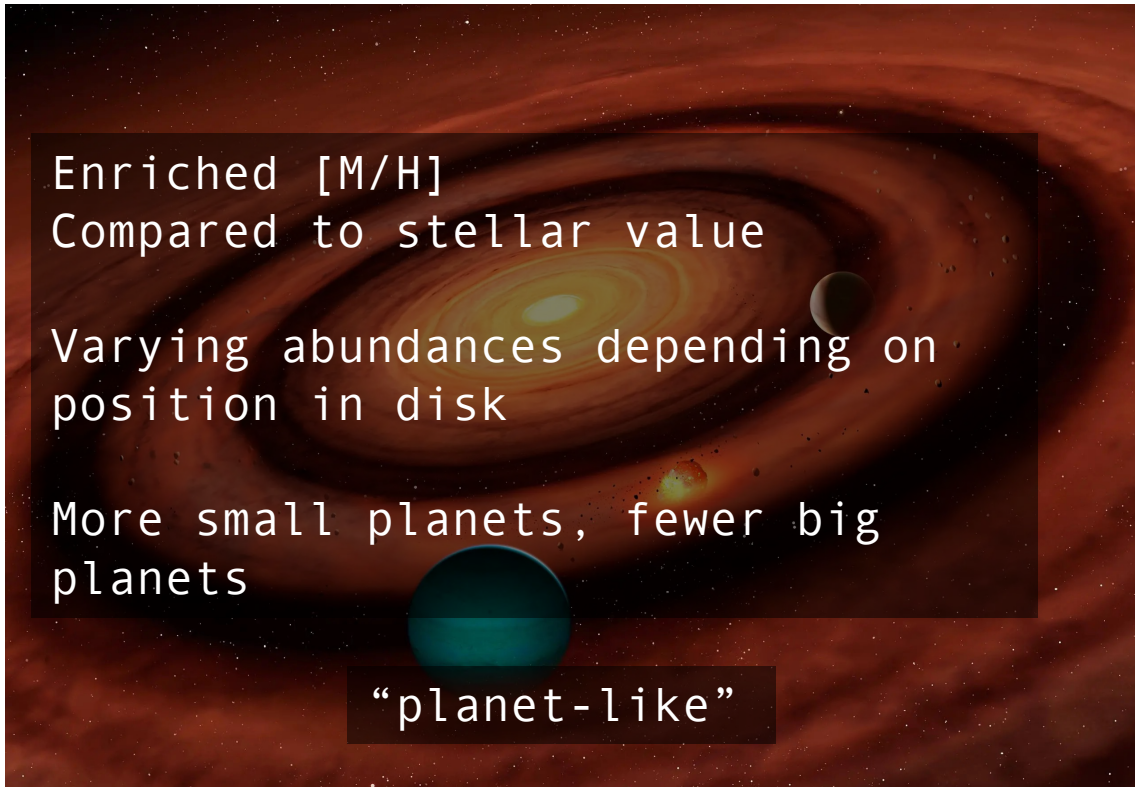 Enriched [M/H]
Compared to stellar value
Varying abundances depending on
position in disk
More small planets, fewer big
planets
“planet-like”